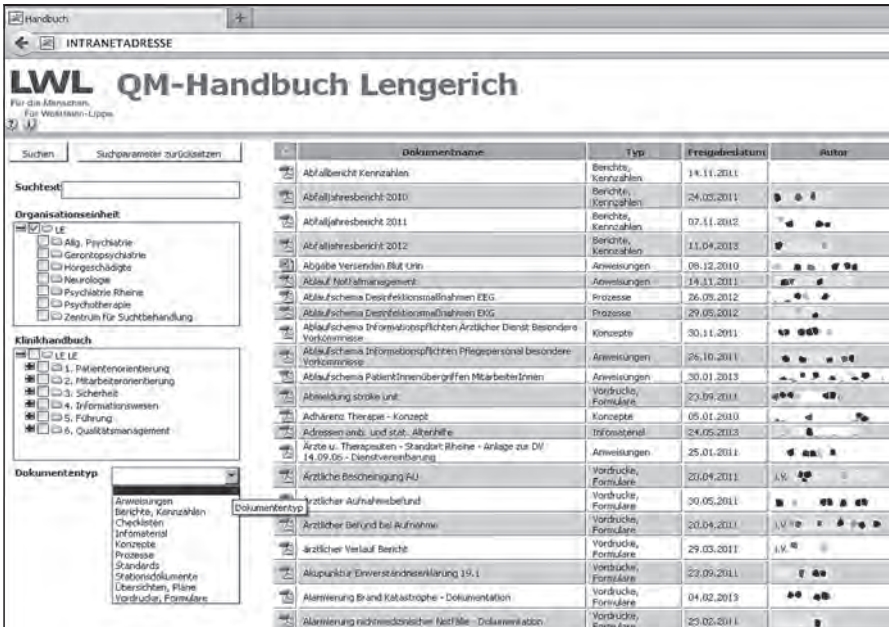 Handbuch
INTRANETADRESSE
LWL QM-Handbuch Lengerich
Für die Menschen.
Für Westfalen-Lippe.
Suchen Suchparameter zurücksetzen
Suchtext
Organisationseinheit
LE
Allg. Psychiatrie
Gerontopsychiatrie
Hörgeschädigte
Neurologie
Psychiatrie Rheine
Psychotherapie
Zentrum für Suchtbehandlung
Klinikhandbuch
LE LE
1. Patientenorientierung
2. Mitarbeiterorientierung
3. Sicherheit
4. Informationswesen
5. Führung
6. Qualitätsmanagement
Dokumententyp
Anweisungen
Berichte, Kennzahlen
Checklisten
Infomaterial
Konzepte
Prozesse
Standards
Stationsdokumente
Übersichten, Pläne
Vordrucke, Formulare
Dokumententyp
Dokumentname Typ Freigabedatum Autor
Abfallbericht Kennzahlen Berichte, Kennzahlen 14.11.2011
Abfalljahresbericht 2010 Berichte, Kennzahlen 24.03.2011
Abfalljahresbericht 2011 Berichte, Kennzahlen 07.11.2012
Abfalljahresbericht 2012 Berichte, Kennzahlen 11.04.2013
Abgabe Versenden Blut Urin Anweisungen 08.12.2010
Ablauf Notfallmanagement Anweisungen 14.11.2011
Ablaufschema Desinfektionsmaßnahmen EEG Prozesse 26.05.2012
Ablaufschema Desinfektionsmaßnahmen EKG Prozesse 29.05.2012
Ablaufschema Informationspflichten Ärztlicher Dienst Besondere
Vorkommnisse Konzepte 30.11.2011
Ablaufschema Informationspflichten Pflegepersonal besondere
Vorkommnisse Anweisungen 26.10.2011
Ablaufschema PatientInnenübergriffen MitarbeiterInnen Anweisungen 30.01.2013
Abmeldung stroke unit Vordrucke, Formulare 23.09.2011
Adhärenz Therapie - Konzept Konzepte 05.01.2010
Adressen amb. und stat. Altenhilfe Infomaterial 24.05.2013
Ärzte u. Therapeuten - Standort Rheine - Anlage zur DV
14.09.06 - Dienstvereinbarung Anweisungen 25.01.2011
Ärztliche Bescheinigung AU Vordrucke, Formulare 20.04.2011 i.V.
Ärztlicher Aufnahmebefund Vordrucke, Formulare 30.05.2011
Ärztlicher Befund bei Aufnahme Vordrucke, Formulare 20.04.2011 i.V.
ärztlicher Verlauf Bericht Vordrucke, Formulare 29.03.2011 i.V.
Akupunktur Einverständniserklärung 19.1 Vordrucke, Formulare 23.09.2011
Alarmierung Brand Katastrophe - Dokumentation Vordrucke, Formulare 04.02.2013
Alarmierung nichtmedizinischer Notfälle - Dokumentation Vordrucke, Formulare 25.02.2011